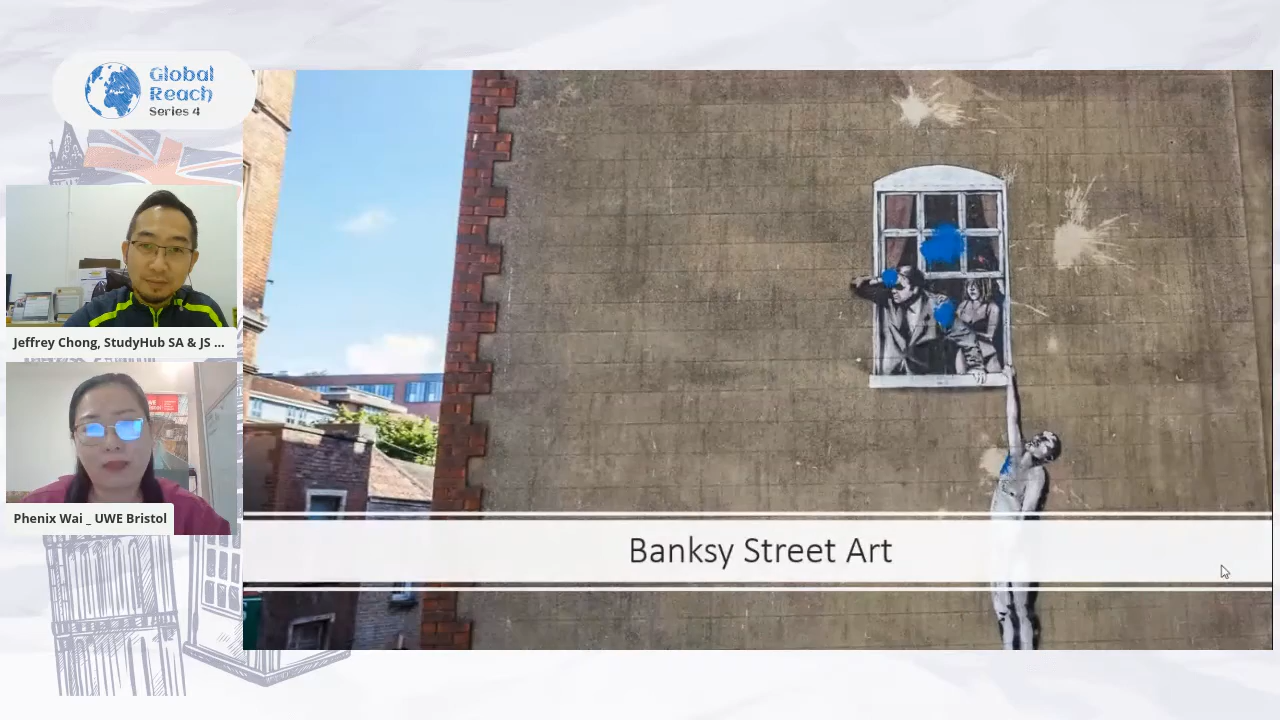 Global
Reach
Series 4
Jeffrey Chong, StudyHub SA & JS ...
Phenix Wai _ UWE Bristol
Banksy Street Art